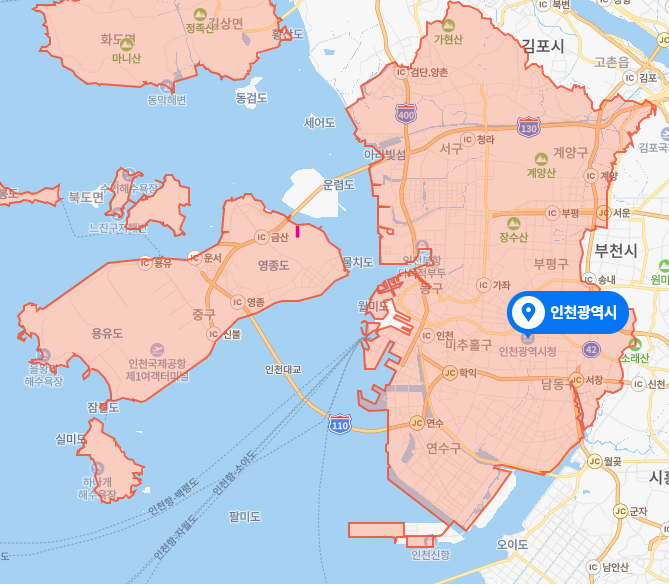 화도면
정족산
길상면
마니산
황산도
동막해변
동검도
세어도
가현산
김포시
북변
고촌읍
IC 김포
IC 검단.양촌
400
130
IC 청라
서구
계양구
계양산
IC 계양
아라빛섬
김포국
북도면
수기해수욕장
느진구지해변
운렴도
IC 금산
영종도
물치도
IC 부평
JC 서운
장수산
부천시
부평구
원미
JC 용유
IC 운서
IC 영종
중구
IC 신불
용유도
을왕리
해수욕장
인천국제공항
제1여객터미널
인천대교
인천북항
동구
월미도
IC 가좌
IC 송내
인천광역시
IC 인천
미추홀구
인천광역시청
42
소래산
IC 학익
남동구
JC 서창
IC 신천
잠진도
실미도
하나개
해수욕장
110
JC 연수
연수구
인천항-백령도
인천항-소야도
인천항-자월도
팔미도
JC 월곶
시흥
JC 군자
인천신항
오이도
IC 남안산
도